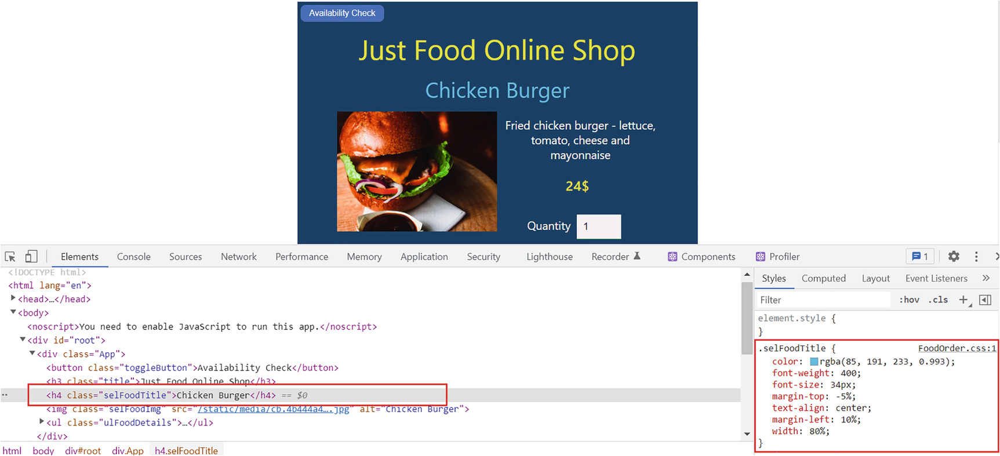 Availability Check
Just Food Online Shop
Chicken Burger
Fried chicken burger - lettuce,
tomato, cheese and
mayonnaise
24$
Quantity 1
Elements Console Sources Network Performance Memory Application Security Lighthouse Recorder Components Profiler 1
<!DOCTYPE html>
<html lang="en">
<head>…</head>
<body>
<noscript>You need to enable JavaScript to run this app.</noscript>
<div id="root">
<div class="App">
<button class="toggleButton">Availability Check</button>
<h3 class="title">Just Food Online Shop</h3>
<h4 class="selFoodTitle">Chicken Burger</h4> == $0
<img class="selFoodImg" src="/static/media/cb.4b444a4….jpg" alt="Chicken Burger">
<ul class="ulFoodDetails">…</ul>
</div>
html body div#root div.App h4.selFoodTitle
Styles Computed Layout Event Listeners »
Filter :hov .cls +
element.style {
}
.selFoodTitle { FoodOrder.css:1
color: rgba(85, 191, 233, 0.993);
font-weight: 400;
font-size: 34px;
margin-top: -5%;
text-align: center;
margin-left: 10%;
width: 80%;
}